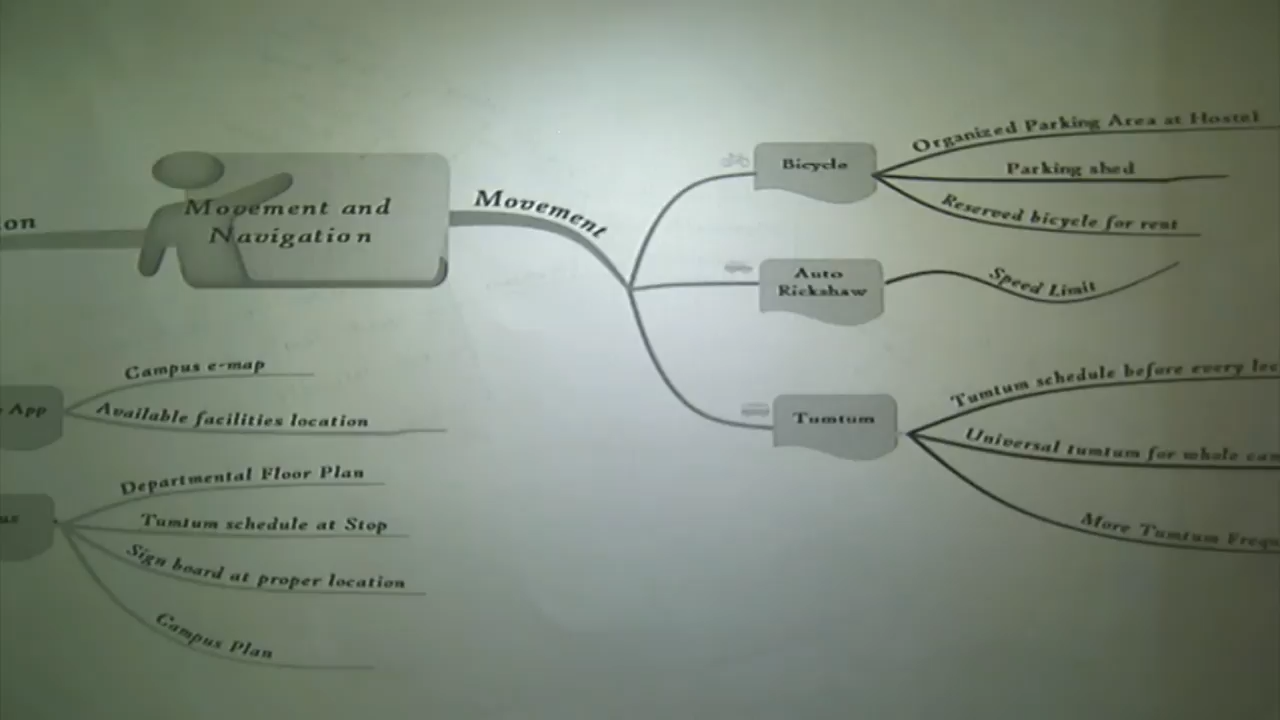 Movement and
Navigation
Movement
Bicycle
Organized Parking Area at Hostel
Parking shed
Reserved bicycle for rent
Auto
Rickshaw
Speed Limit
Tumtum
Tumtum schedule before every
Universal tumtum for whole
More Tumtum
App
Campus e-map
Available facilities location
Departmental Floor Plan
Tumtum schedule at Stop
Sign board at proper location
Campus Plan